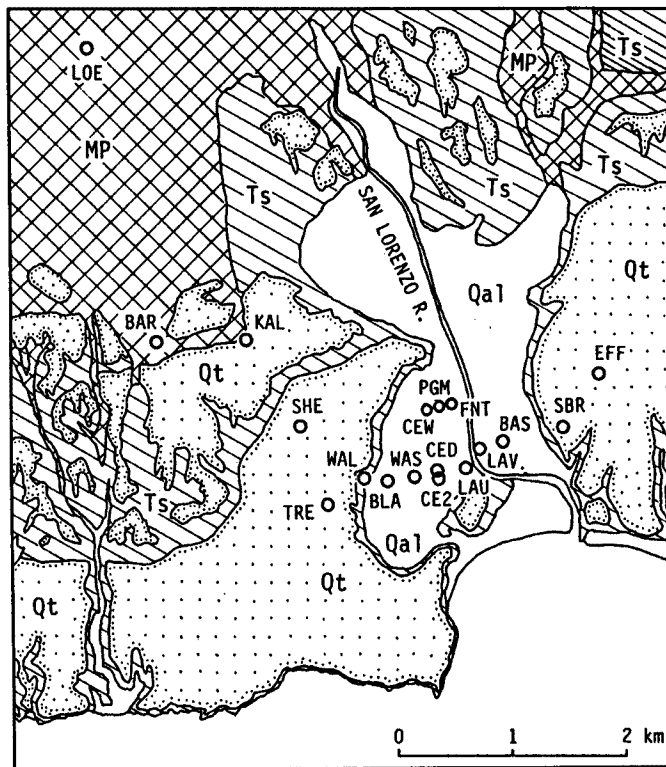 LOE
MP
Ts
MP
Ts
Ts
Ts
SAN LORENZO R.
Qt
Qal
BAR
KAL
Qt
EFF
PGM
FNT
SHE
CEW
SBR
BAS
CED
LAV
WAL
WAS
LAU
BLA
CE2
Ts
TRE
Qal
Qt
Qt
0 1 2 km